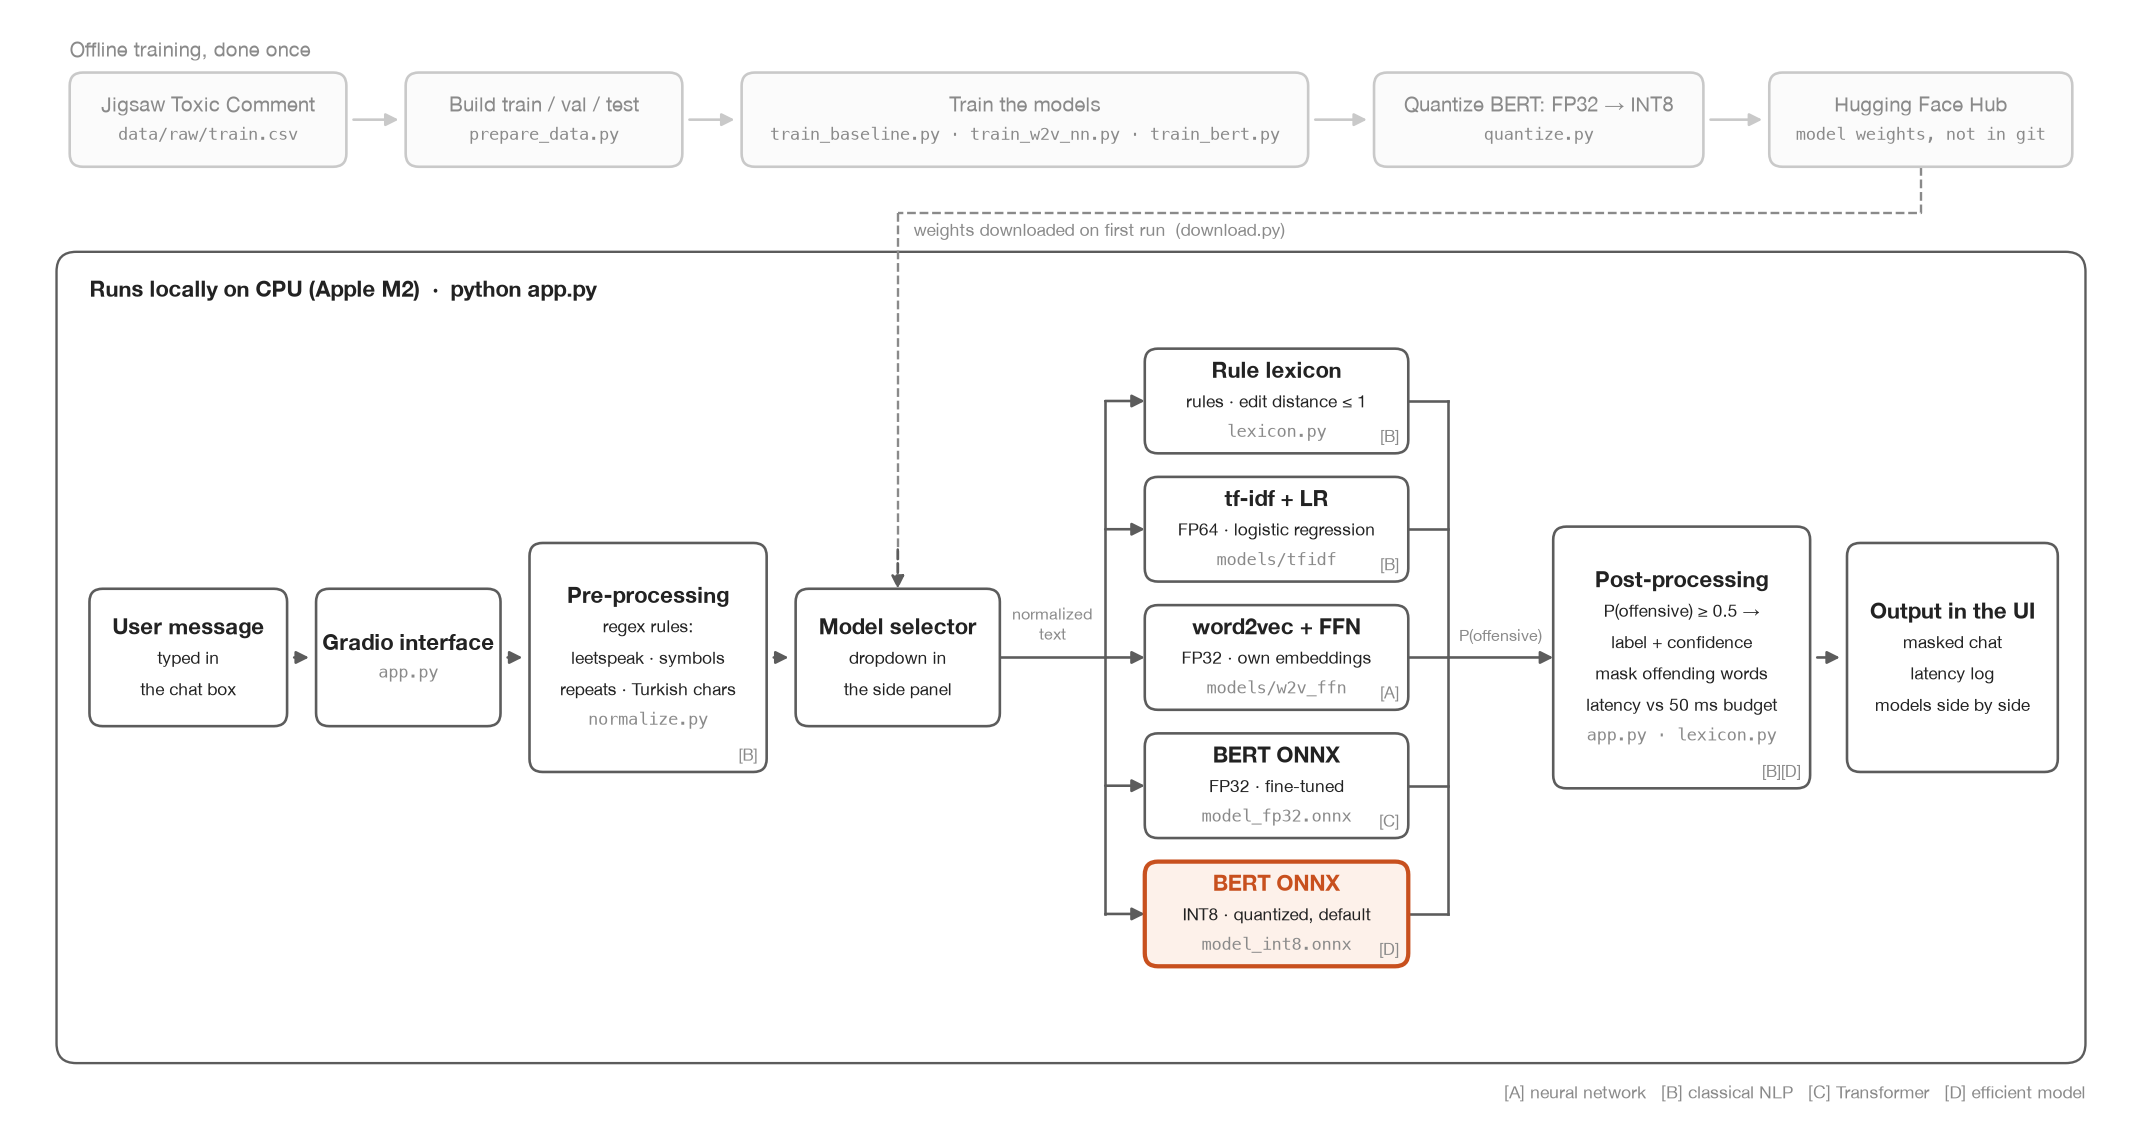 Offline training, done once
Jigsaw Toxic Comment
data/raw/train.csv
Build train / val / test
prepare_data.py
Train the models
train_baseline.py · train_w2v_nn.py · train_bert.py
Quantize BERT: FP32 → INT8
quantize.py
Hugging Face Hub
model weights, not in git
weights downloaded on first run (download.py)
Runs locally on CPU (Apple M2) · python app.py
User message
typed in
the chat box
Gradio interface
app.py
Pre-processing
regex rules:
leetspeak · symbols
repeats · Turkish chars
normalize.py
[B]
Model selector
dropdown in
the side panel
normalized
text
Rule lexicon
rules · edit distance ≤ 1
lexicon.py
[B]
tf-idf + LR
FP64 · logistic regression
models/tfidf
[B]
word2vec + FFN
FP32 · own embeddings
models/w2v_ffn
[A]
BERT ONNX
FP32 · fine-tuned
model_fp32.onnx
[C]
BERT ONNX
INT8 · quantized, default
model_int8.onnx
[D]
P(offensive)
Post-processing
P(offensive) ≥ 0.5 →
label + confidence
mask offending words
latency vs 50 ms budget
app.py · lexicon.py
[B][D]
Output in the UI
masked chat
latency log
models side by side
[A] neural network [B] classical NLP [C] Transformer [D] efficient model